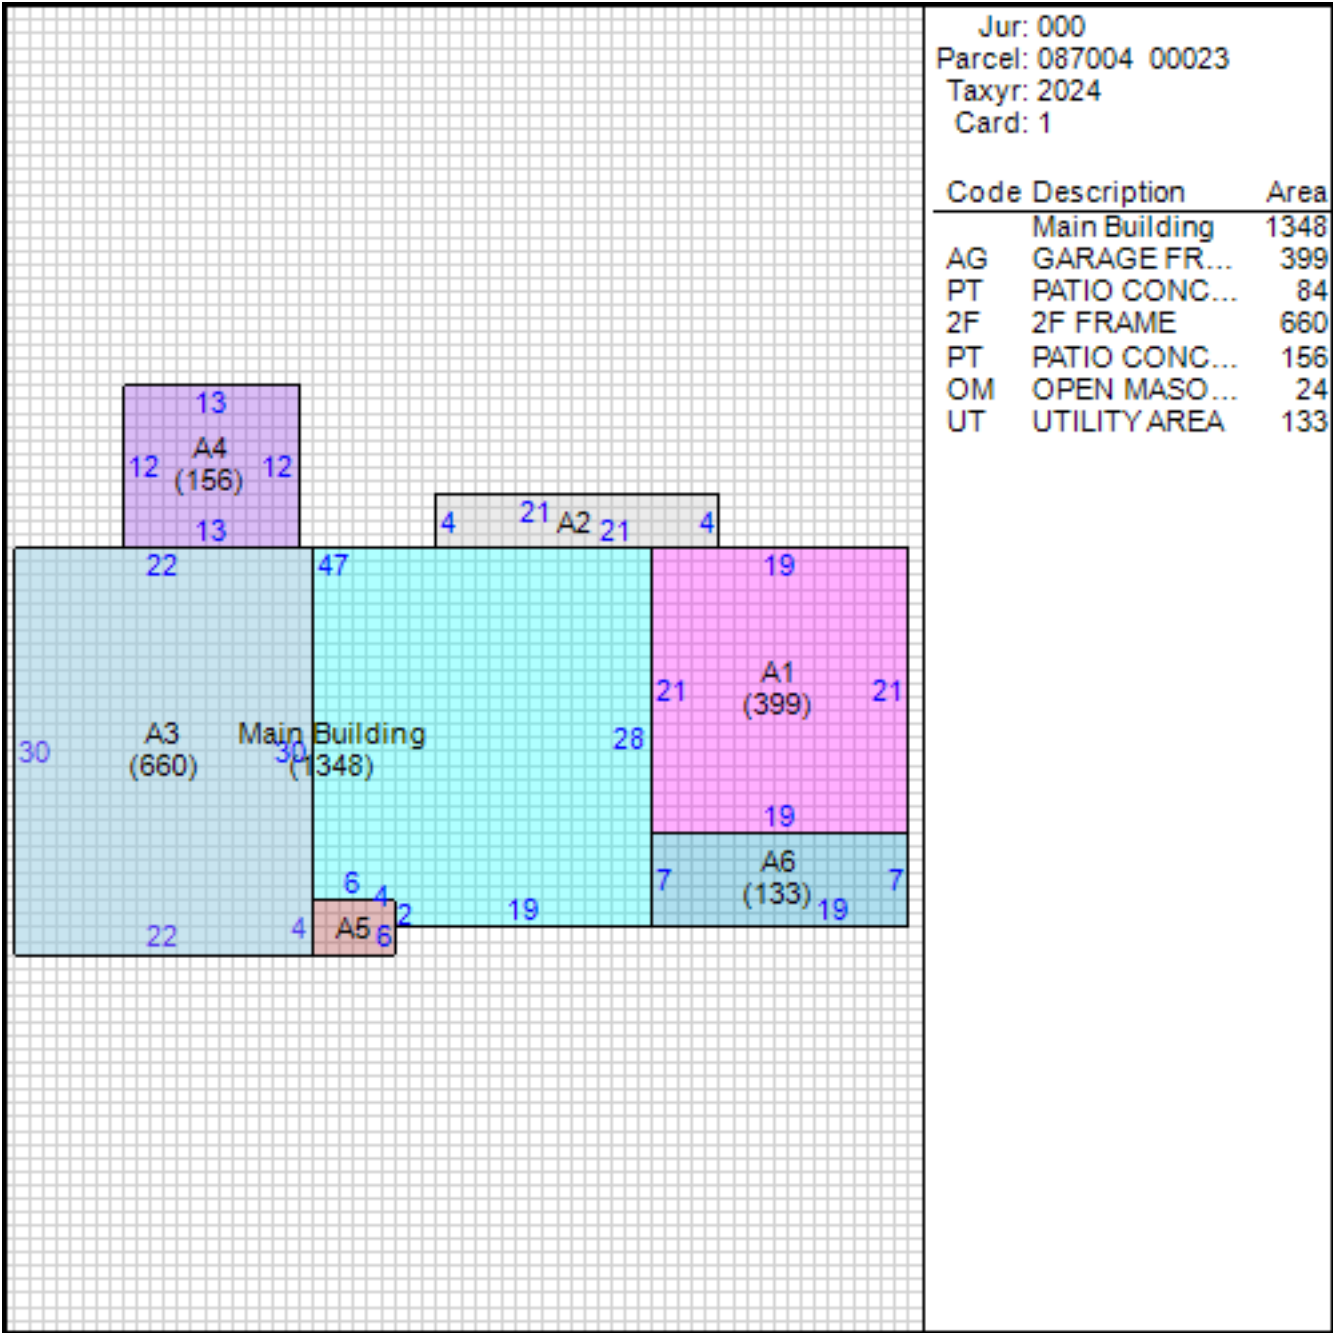 Jur: 000
Parcel: 087004 00023
Taxyr: 2024
Card: 1
Code Description Area
Main Building 1348
AG GARAGE FR... 399
PT PATIO CONC... 84
2F 2F FRAME 660
PT PATIO CONC... 156
OM OPEN MASO... 24
UT UTILITY AREA 133
13
A4
12 (156) 12
13
4 21 A2 21 4
22 47 19
A1
21 (399) 21
A3 Main Building 28
30 (660) 30 (1348)
19
A6
6 4 7 (133) 7
2 19 19
22 4 A5 6